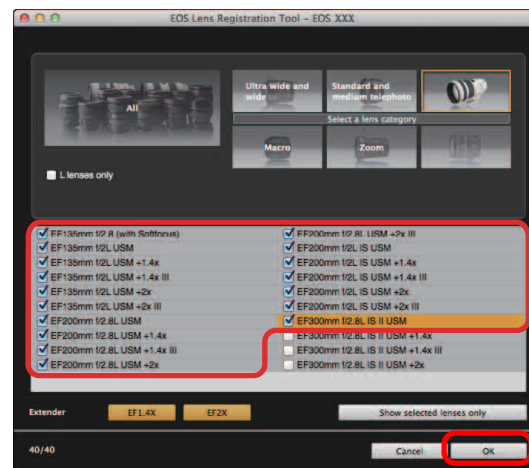 EOS Lens Registration Tool – EOS XXX
All
L lenses only
Ultra wide and wide
Standard and medium telephoto
Select a lens category
Macro
Zoom
EF135mm f/2.8 (with Softfocus)
EF135mm f/2L USM
EF135mm f/2L USM +1.4x
EF135mm f/2L USM +1.4x III
EF135mm f/2L USM +2x
EF135mm f/2L USM +2x III
EF200mm f/2.8L USM
EF200mm f/2.8L USM +1.4x
EF200mm f/2.8L USM +1.4x III
EF200mm f/2.8L USM +2x
EF200mm f/2.8L USM +2x III
EF200mm f/2L IS USM
EF200mm f/2L IS USM +1.4x
EF200mm f/2L IS USM +1.4x III
EF200mm f/2L IS USM +2x
EF200mm f/2L IS USM +2x III
EF300mm f/2.8L IS II USM
EF300mm f/2.8L IS II USM +1.4x
EF300mm f/2.8L IS II USM +1.4x III
EF300mm f/2.8L IS II USM +2x
Extender
EF1.4X
EF2X
Show selected lenses only
40/40
Cancel
OK